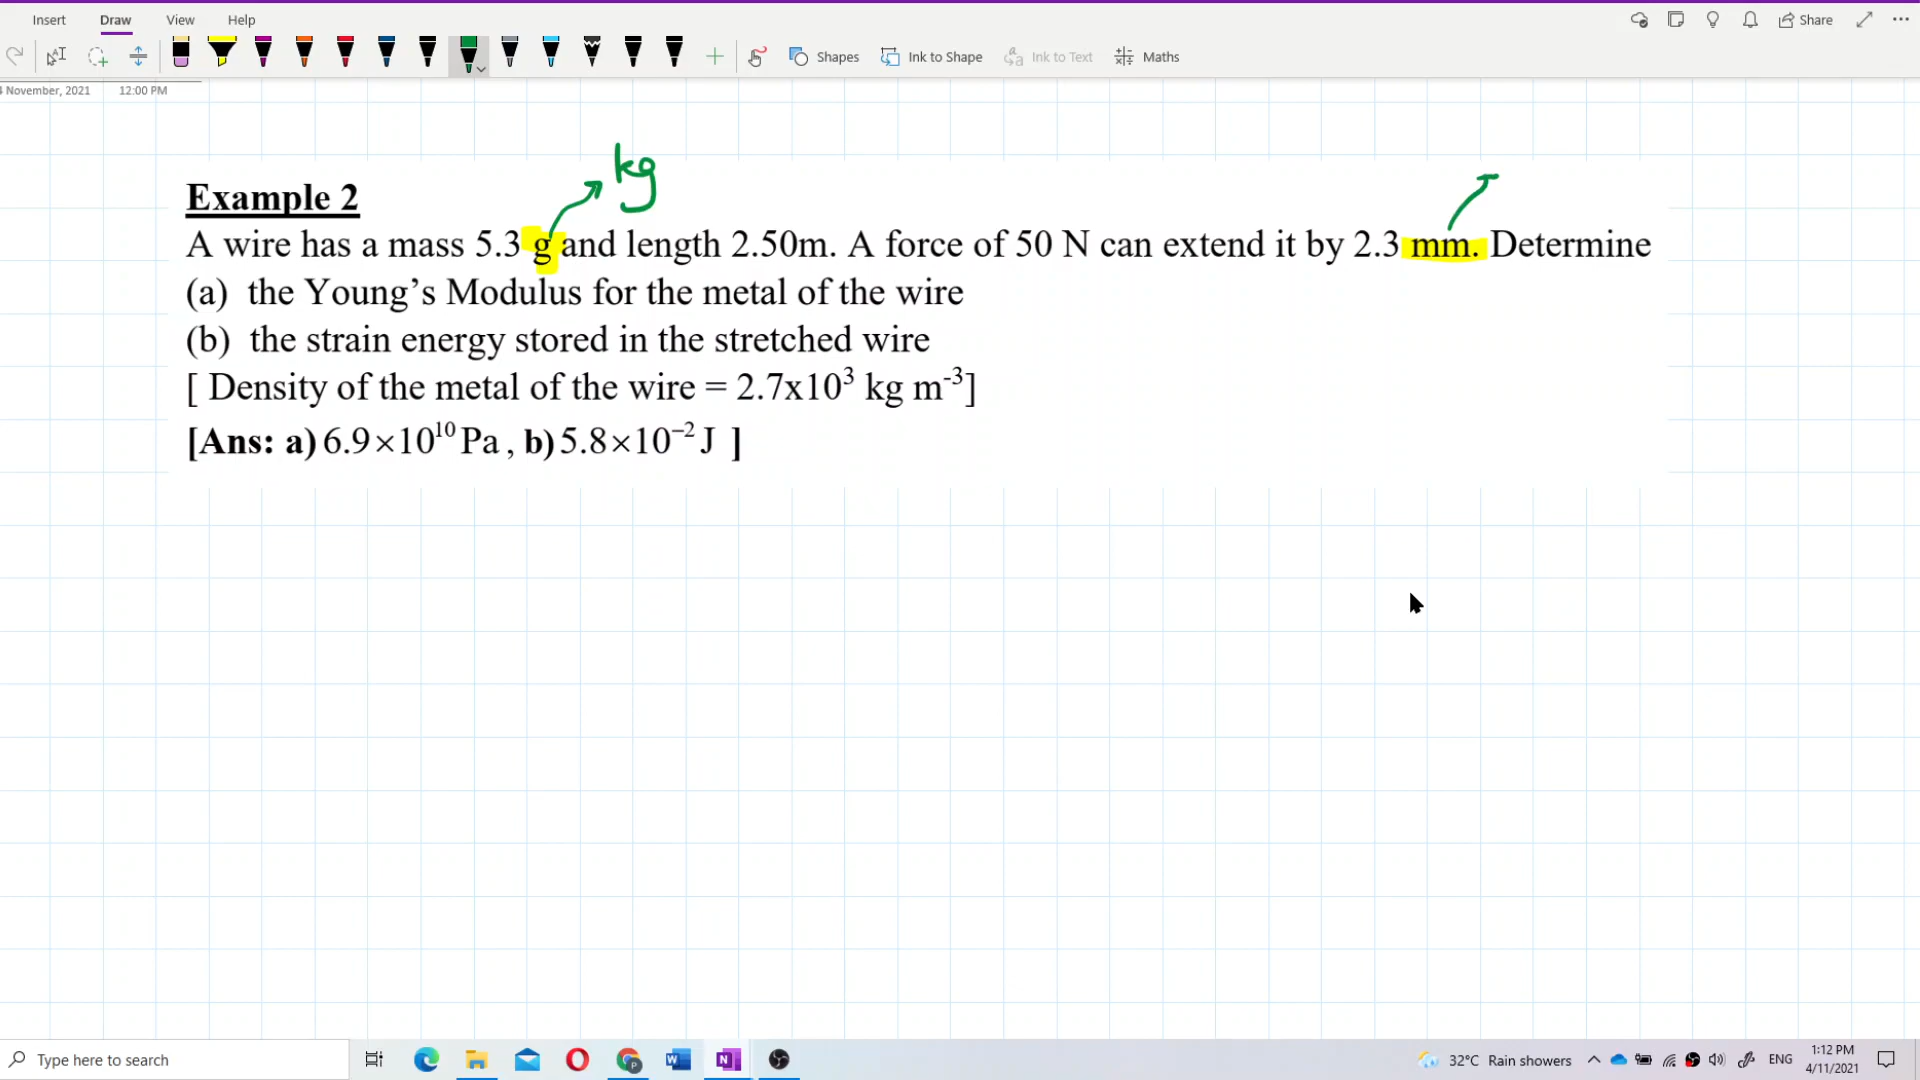 Insert Draw View Help Share
Shapes Ink to Shape Ink to Text Maths
4 November, 2021 12:00 PM
kg
Example 2
A wire has a mass 5.3 g and length 2.50m. A force of 50 N can extend it by 2.3 mm. Determine
(a) the Young’s Modulus for the metal of the wire
(b) the strain energy stored in the stretched wire
[ Density of the metal of the wire = 2.7x10³ kg m⁻³]
[Ans: a) 6.9×10¹⁰ Pa , b) 5.8×10⁻² J ]
Type here to search 32°C Rain showers ENG 1:12 PM
4/11/2021